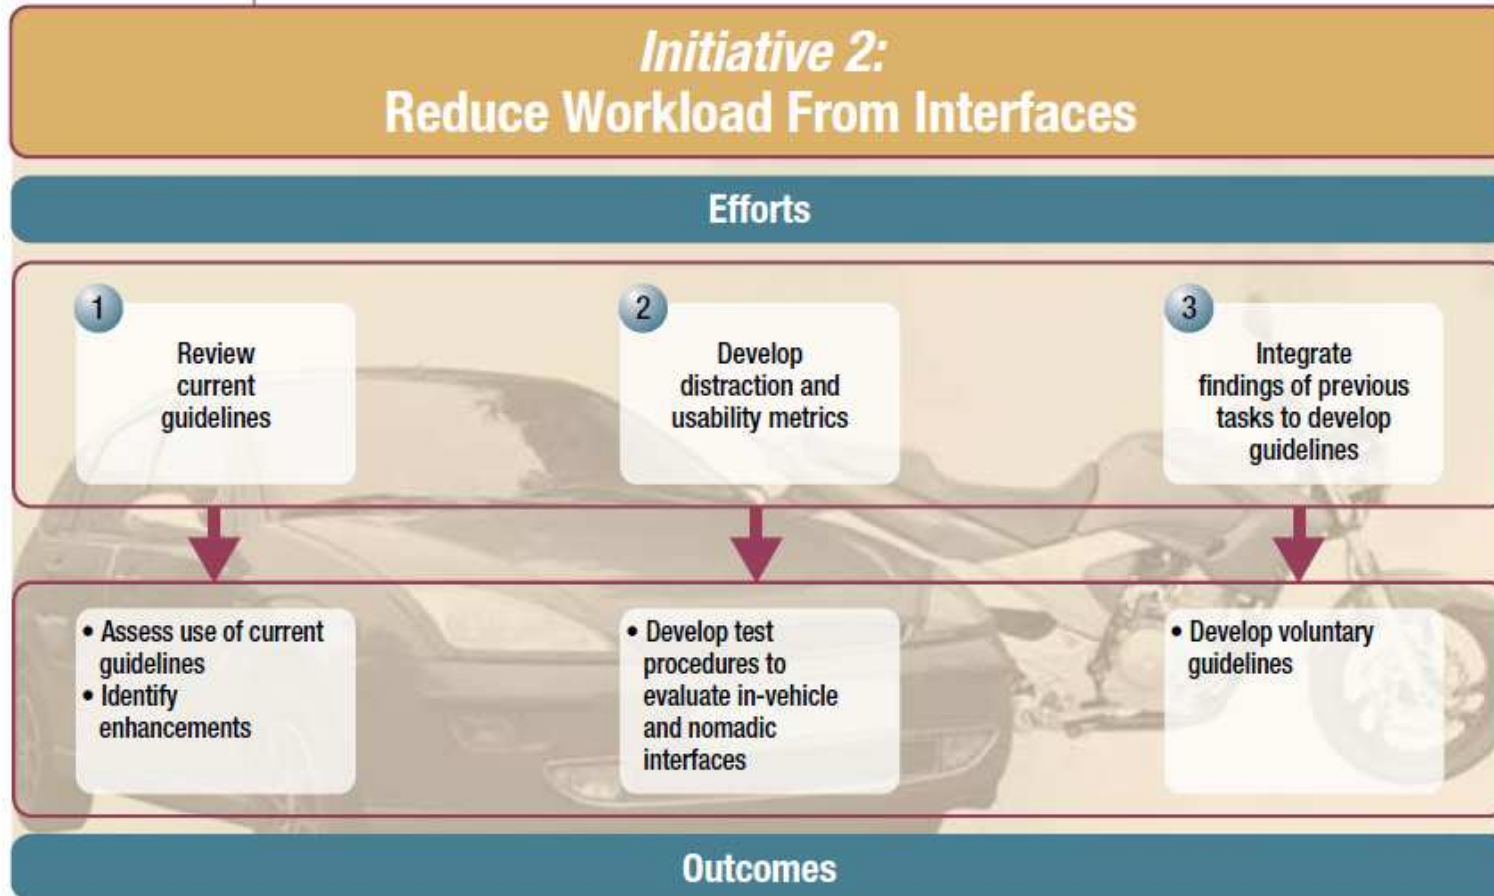 Initiative 2:
Reduce Workload From Interfaces
Efforts
1
Review
current
guidelines
2
Develop
distraction and
usability metrics
3
Integrate
findings of previous
tasks to develop
guidelines
• Assess use of current
guidelines
• Identify
enhancements
• Develop test
procedures to
evaluate in-vehicle
and nomadic
interfaces
• Develop voluntary
guidelines
Outcomes